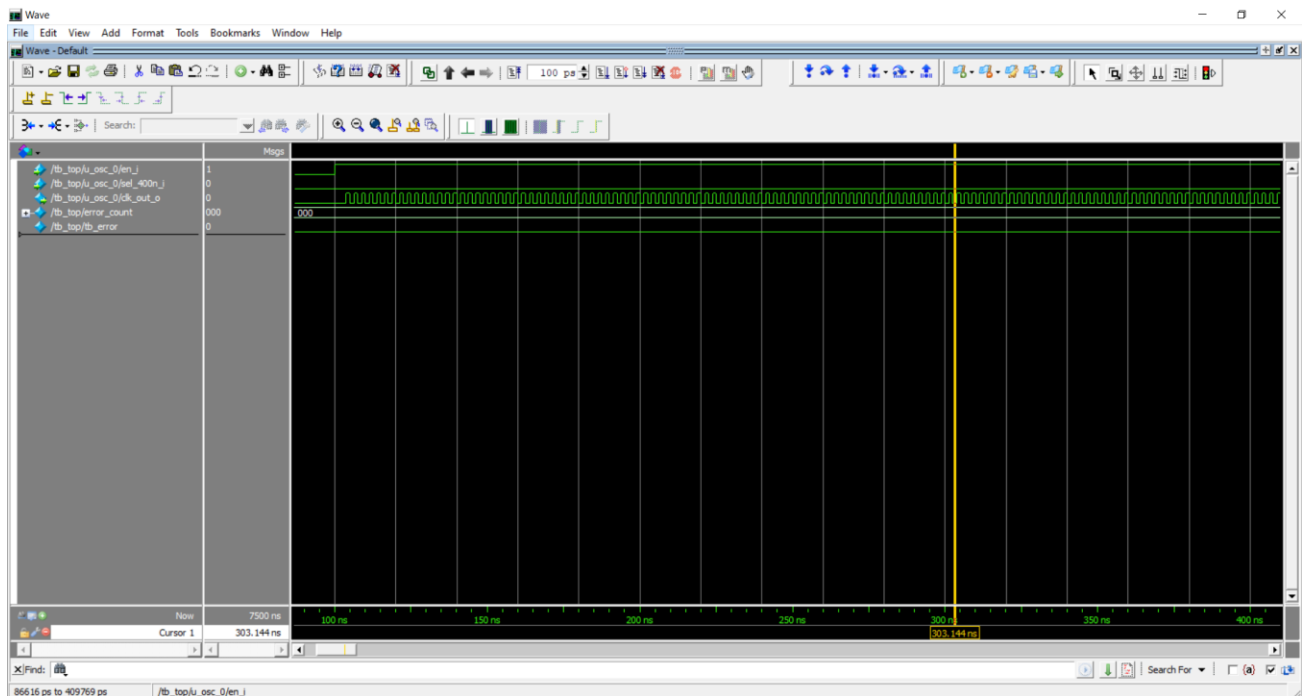 Wave
File Edit View Add Format Tools Bookmarks Window Help
Wave - Default
100 ps
Search:
Msgs
/tb_top/u_osc_0/en_i 1
/tb_top/u_osc_0/sel_400n_i 0
/tb_top/u_osc_0/clk_out_o 0
/tb_top/error_count 000 000
/tb_top/tb_error 0
Now 7500 ns 100 ns 150 ns 200 ns 250 ns 300 ns 350 ns 400 ns
Cursor 1 303.144 ns 303.144 ns
Find: Search For (a)
86616 ps to 409769 ps /tb_top/u_osc_0/en_i